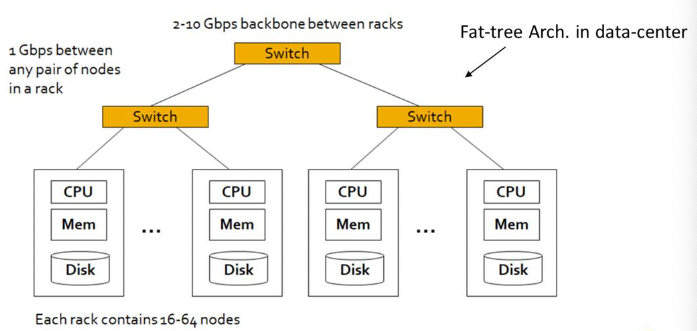 2-10 Gbps backbone between racks
Fat-tree Arch. in data-center
1 Gbps between
any pair of nodes
in a rack
Switch
Switch
Switch
CPU
CPU
CPU
CPU
Mem
...
Mem
Mem
...
Mem
Disk
Disk
Disk
Disk
Each rack contains 16-64 nodes